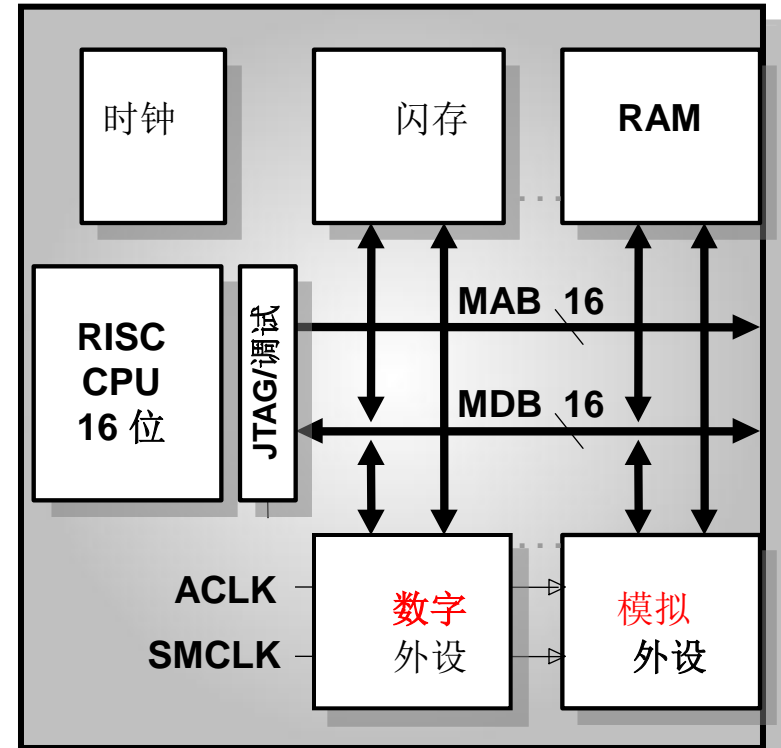 时钟
闪存
RAM
RISC
CPU
16 位
JTAG/调试
MAB 16
MDB 16
ACLK
SMCLK
数字
外设
模拟
外设